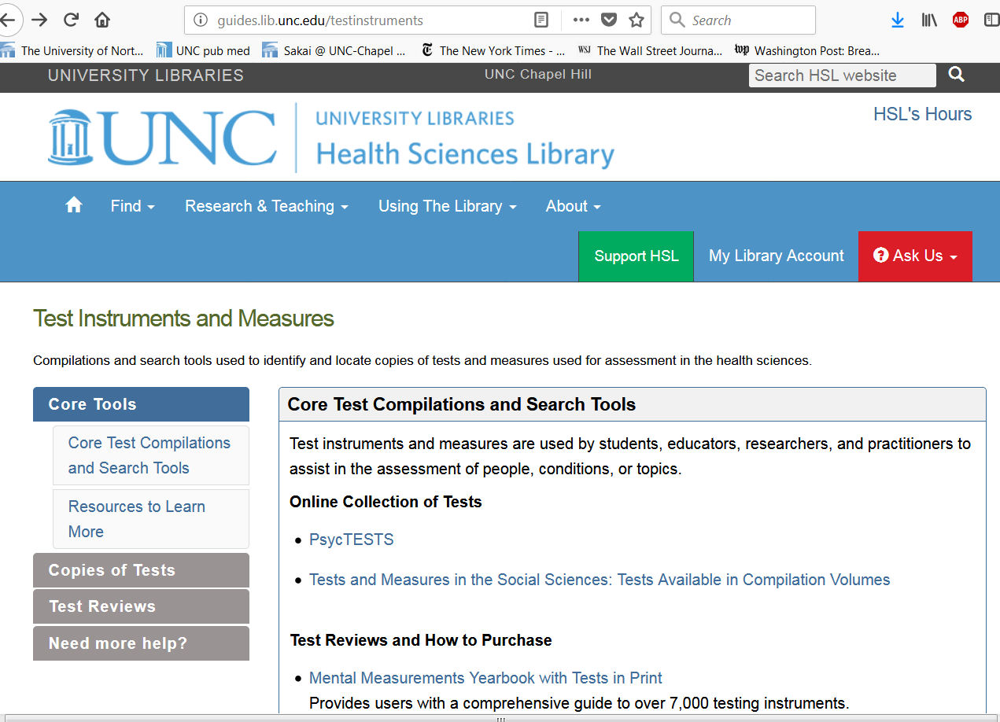 guides.lib.unc.edu/testinstruments
Search
ABP
The University of Nort...
UNC pub med
Sakai @ UNC-Chapel ...
The New York Times - ...
WSJ
The Wall Street Journa...
wp
Washington Post: Brea...
UNIVERSITY LIBRARIES
UNC Chapel Hill
Search HSL website
UNC
UNIVERSITY LIBRARIES
Health Sciences Library
HSL's Hours
Find
Research & Teaching
Using The Library
About
Support HSL
My Library Account
Ask Us
Test Instruments and Measures
Compilations and search tools used to identify and locate copies of tests and measures used for assessment in the health sciences.
Core Tools
Core Test Compilations
and Search Tools
Resources to Learn
More
Copies of Tests
Test Reviews
Need more help?
Core Test Compilations and Search Tools
Test instruments and measures are used by students, educators, researchers, and practitioners to
assist in the assessment of people, conditions, or topics.
Online Collection of Tests
PsycTESTS
Tests and Measures in the Social Sciences: Tests Available in Compilation Volumes
Test Reviews and How to Purchase
Mental Measurements Yearbook with Tests in Print
Provides users with a comprehensive guide to over 7,000 testing instruments.